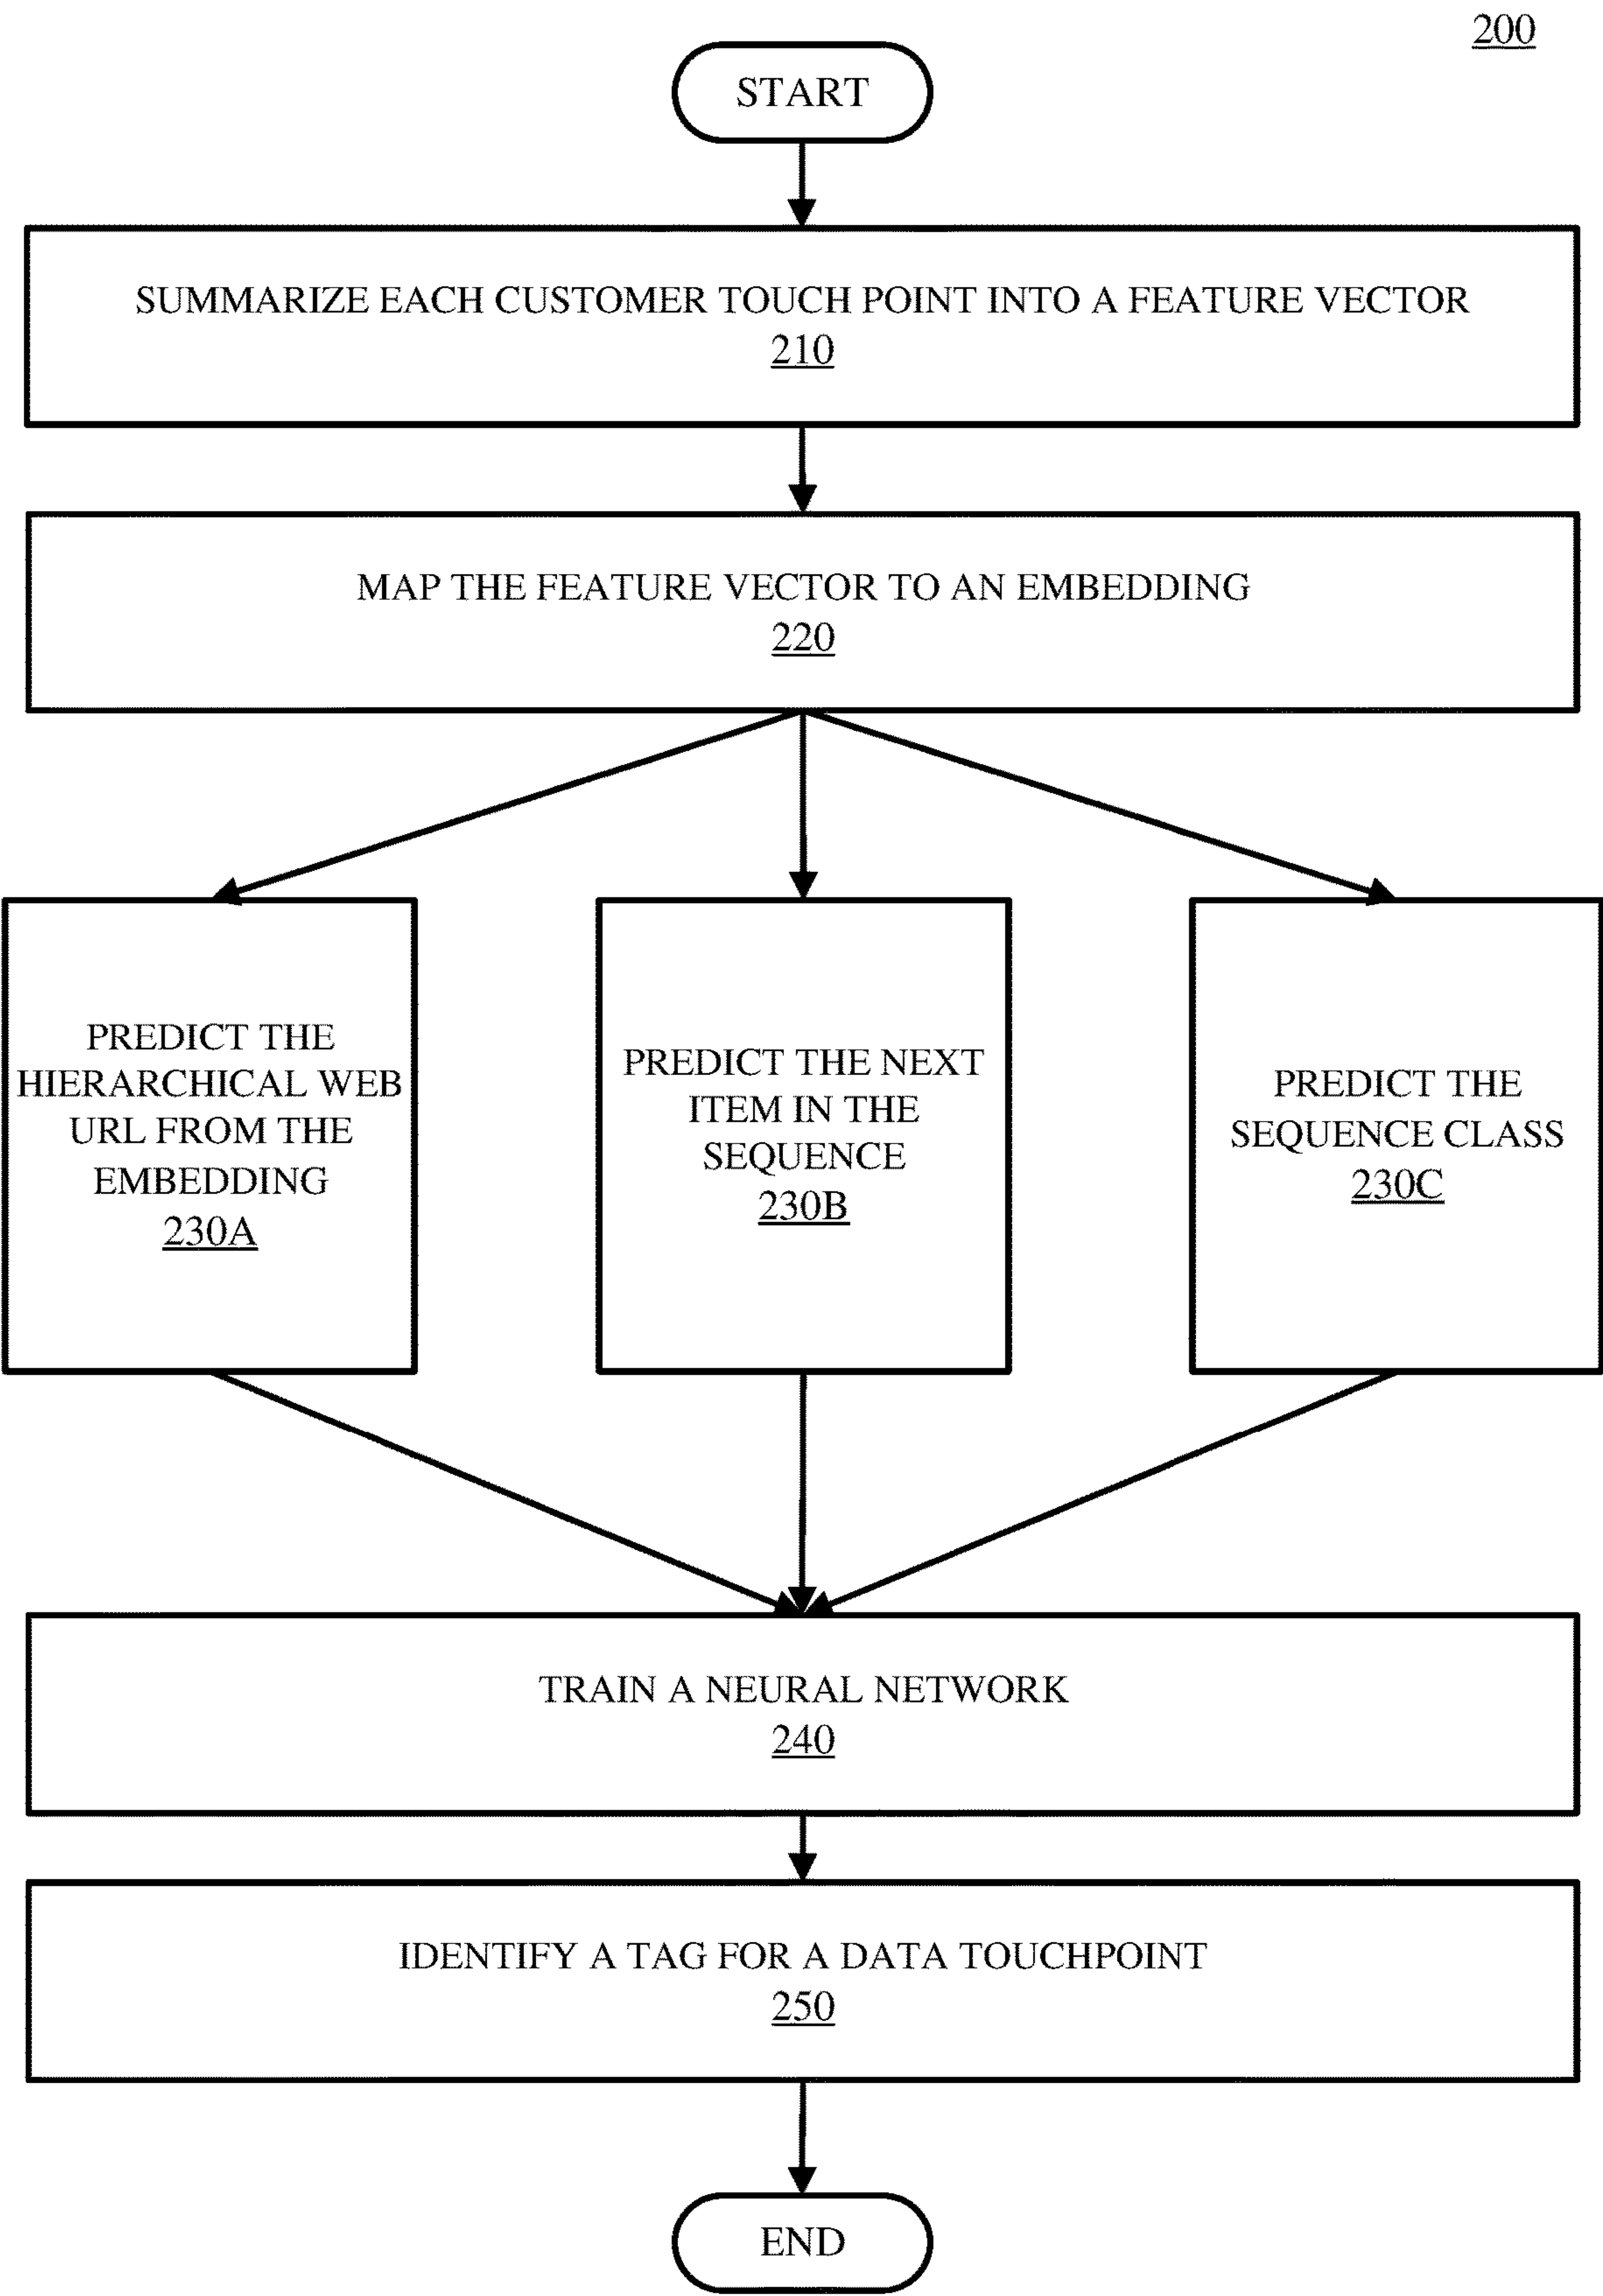 200
START
SUMMARIZE EACH CUSTOMER TOUCH POINT INTO A FEATURE VECTOR
210
MAP THE FEATURE VECTOR TO AN EMBEDDING
220
PREDICT THE
HIERARCHICAL WEB
URL FROM THE
EMBEDDING
230A
PREDICT THE NEXT
ITEM IN THE
SEQUENCE
230B
PREDICT THE
SEQUENCE CLASS
230C
TRAIN A NEURAL NETWORK
240
IDENTIFY A TAG FOR A DATA TOUCHPOINT
250
END